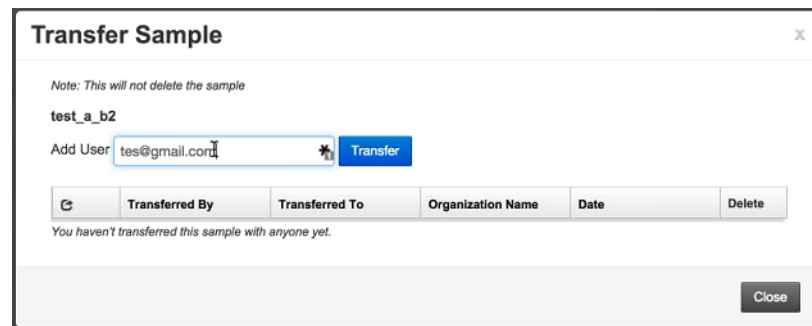 Transfer Sample x
Note: This will not delete the sample
test_a_b2
Add User tes@gmail.com Transfer
Transferred By Transferred To Organization Name Date Delete
You haven't transferred this sample with anyone yet.
Close